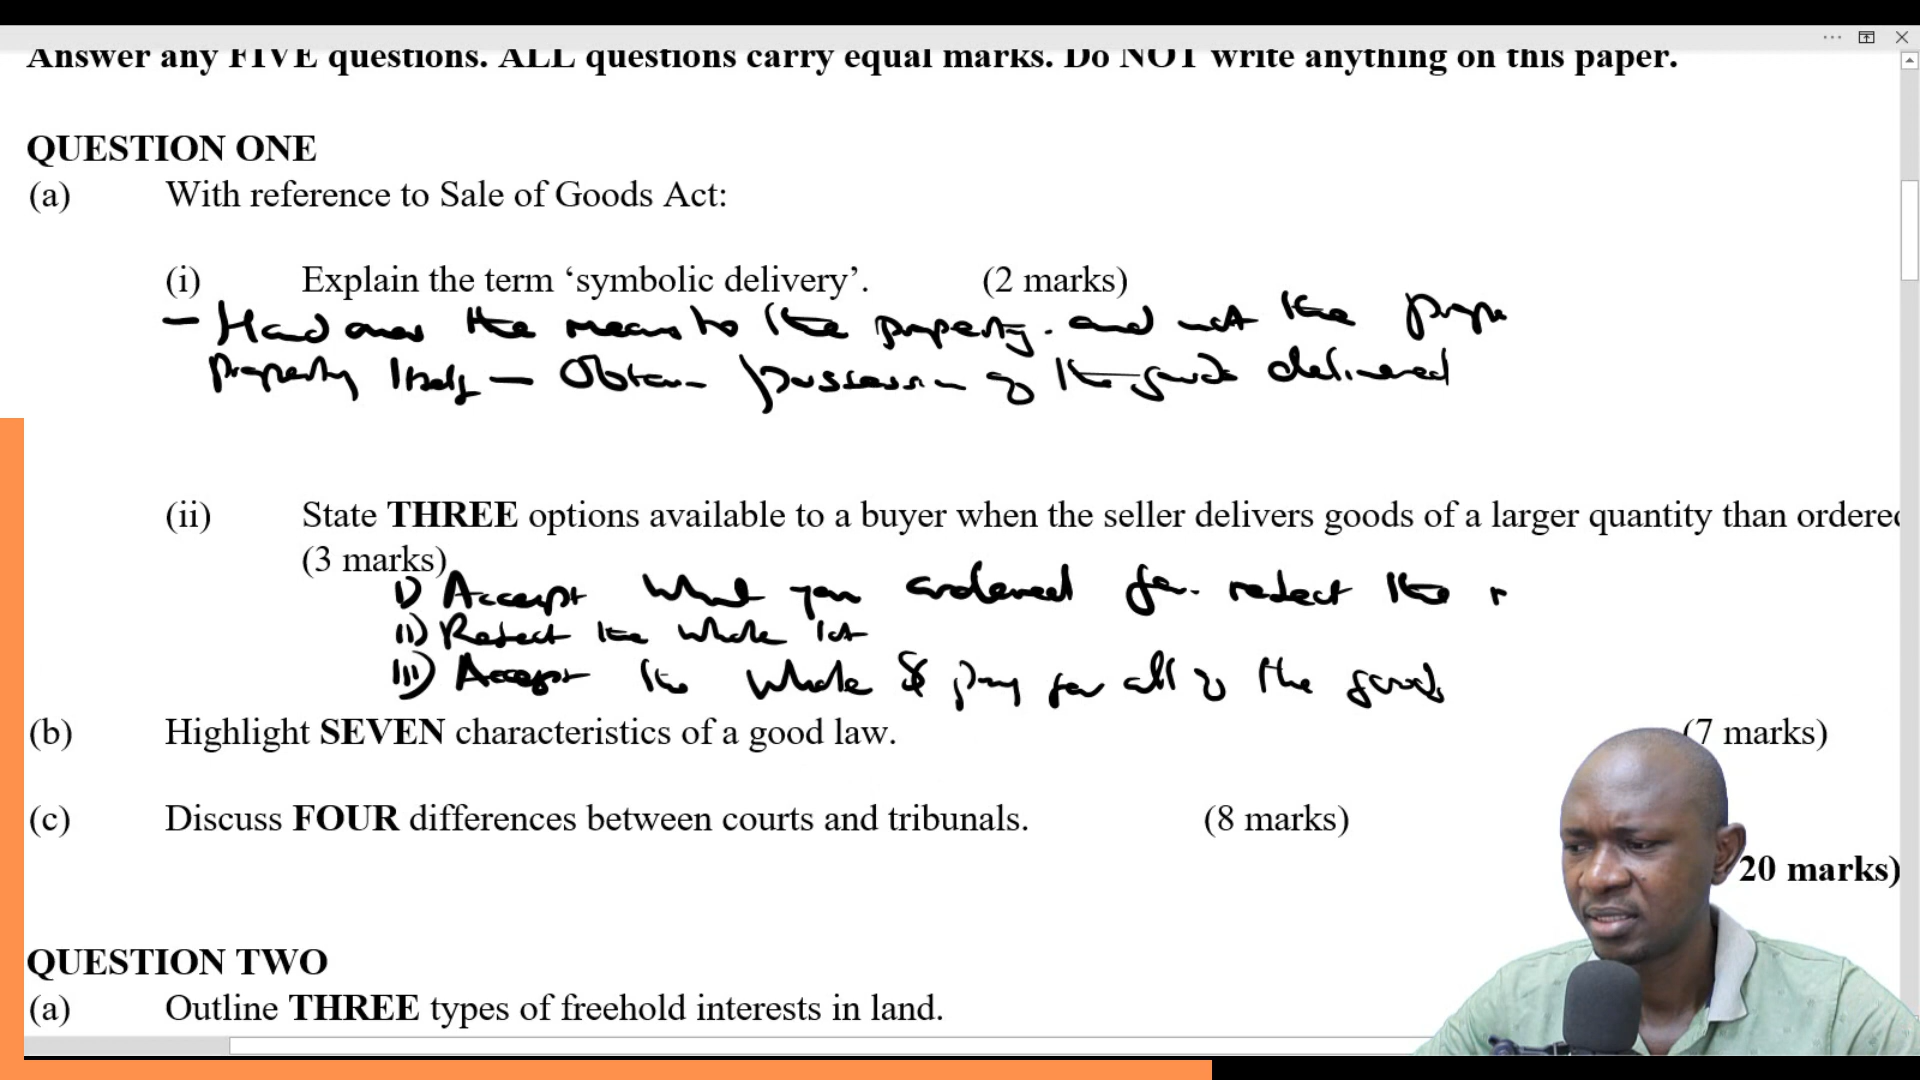 Answer any FIVE questions. ALL questions carry equal marks. Do NOT write anything on this paper.
QUESTION ONE
(a) With reference to Sale of Goods Act:
(i) Explain the term ‘symbolic delivery’. (2 marks)
– Hand over the means to the property. and not the prope
property itself – Obtain possession of the goods delivered
(ii) State THREE options available to a buyer when the seller delivers goods of a larger quantity than ordered
(3 marks)
i) Accept what you ordered for. reject the r
ii) Reject the whole lot
iii) Accept the whole & pay for all of the goods
(b) Highlight SEVEN characteristics of a good law. (7 marks)
(c) Discuss FOUR differences between courts and tribunals. (8 marks)
20 marks)
QUESTION TWO
(a) Outline THREE types of freehold interests in land.